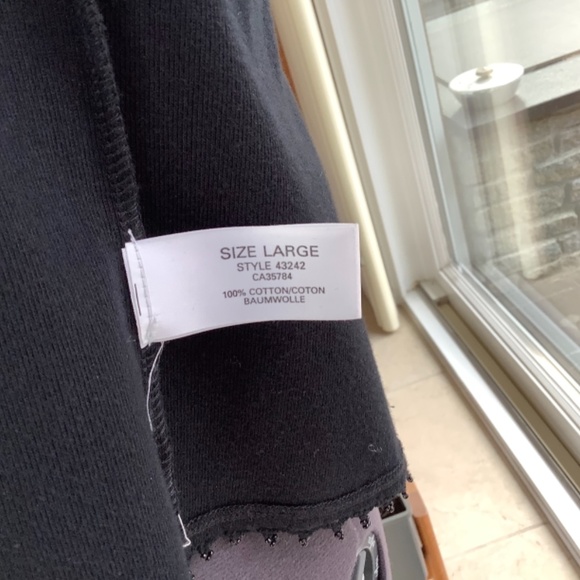 SIZE LARGE
STYLE 43242
CA35784
100% COTTON/COTON
BAUMWOLLE